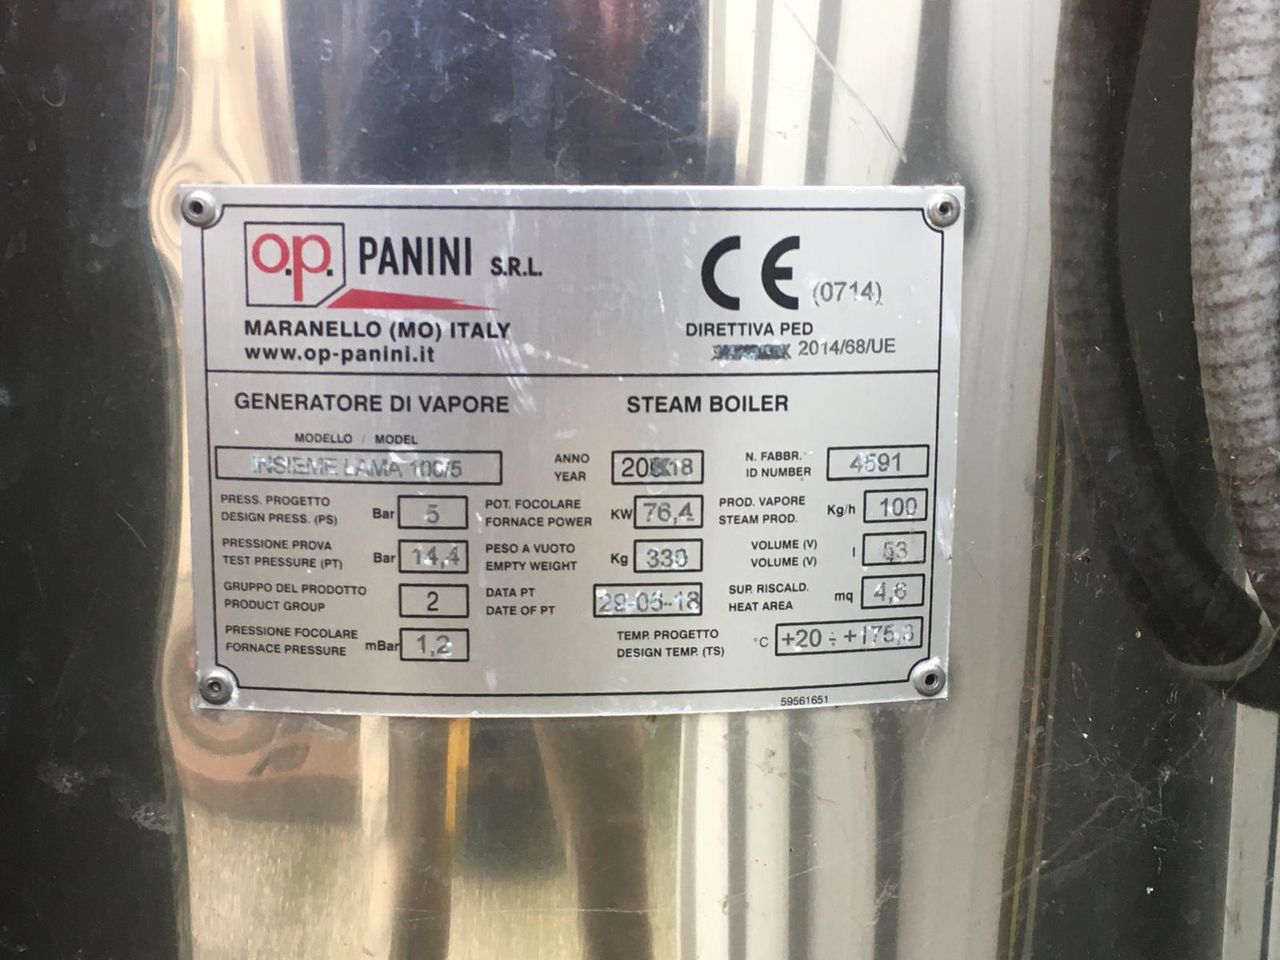 o.p. PANINI S.R.L.
MARANELLO (MO) ITALY
www.op-panini.it
CE (0714)
DIRETTIVA PED
2014/68/UE
GENERATORE DI VAPORE STEAM BOILER
MODELLO / MODEL
INSIEME LAMA 100/5
ANNO
YEAR
18
N. FABBR.
ID NUMBER
4591
PRESS. PROGETTO
DESIGN PRESS. (PS)
Bar 5
POT. FOCOLARE
FORNACE POWER
KW 76,4
PROD. VAPORE
STEAM PROD.
Kg/h 100
PRESSIONE PROVA
TEST PRESSURE (PT)
Bar 14,4
PESO A VUOTO
EMPTY WEIGHT
Kg 330
VOLUME (V)
VOLUME (V)
l 53
GRUPPO DEL PRODOTTO
PRODUCT GROUP
2
DATA PT
DATE OF PT
SUP. RISCALD.
HEAT AREA
mq 4,6
PRESSIONE FOCOLARE
FORNACE PRESSURE
mBar 1,2
TEMP. PROGETTO
DESIGN TEMP. (TS)
°C +20 ÷ +175,3
59561651